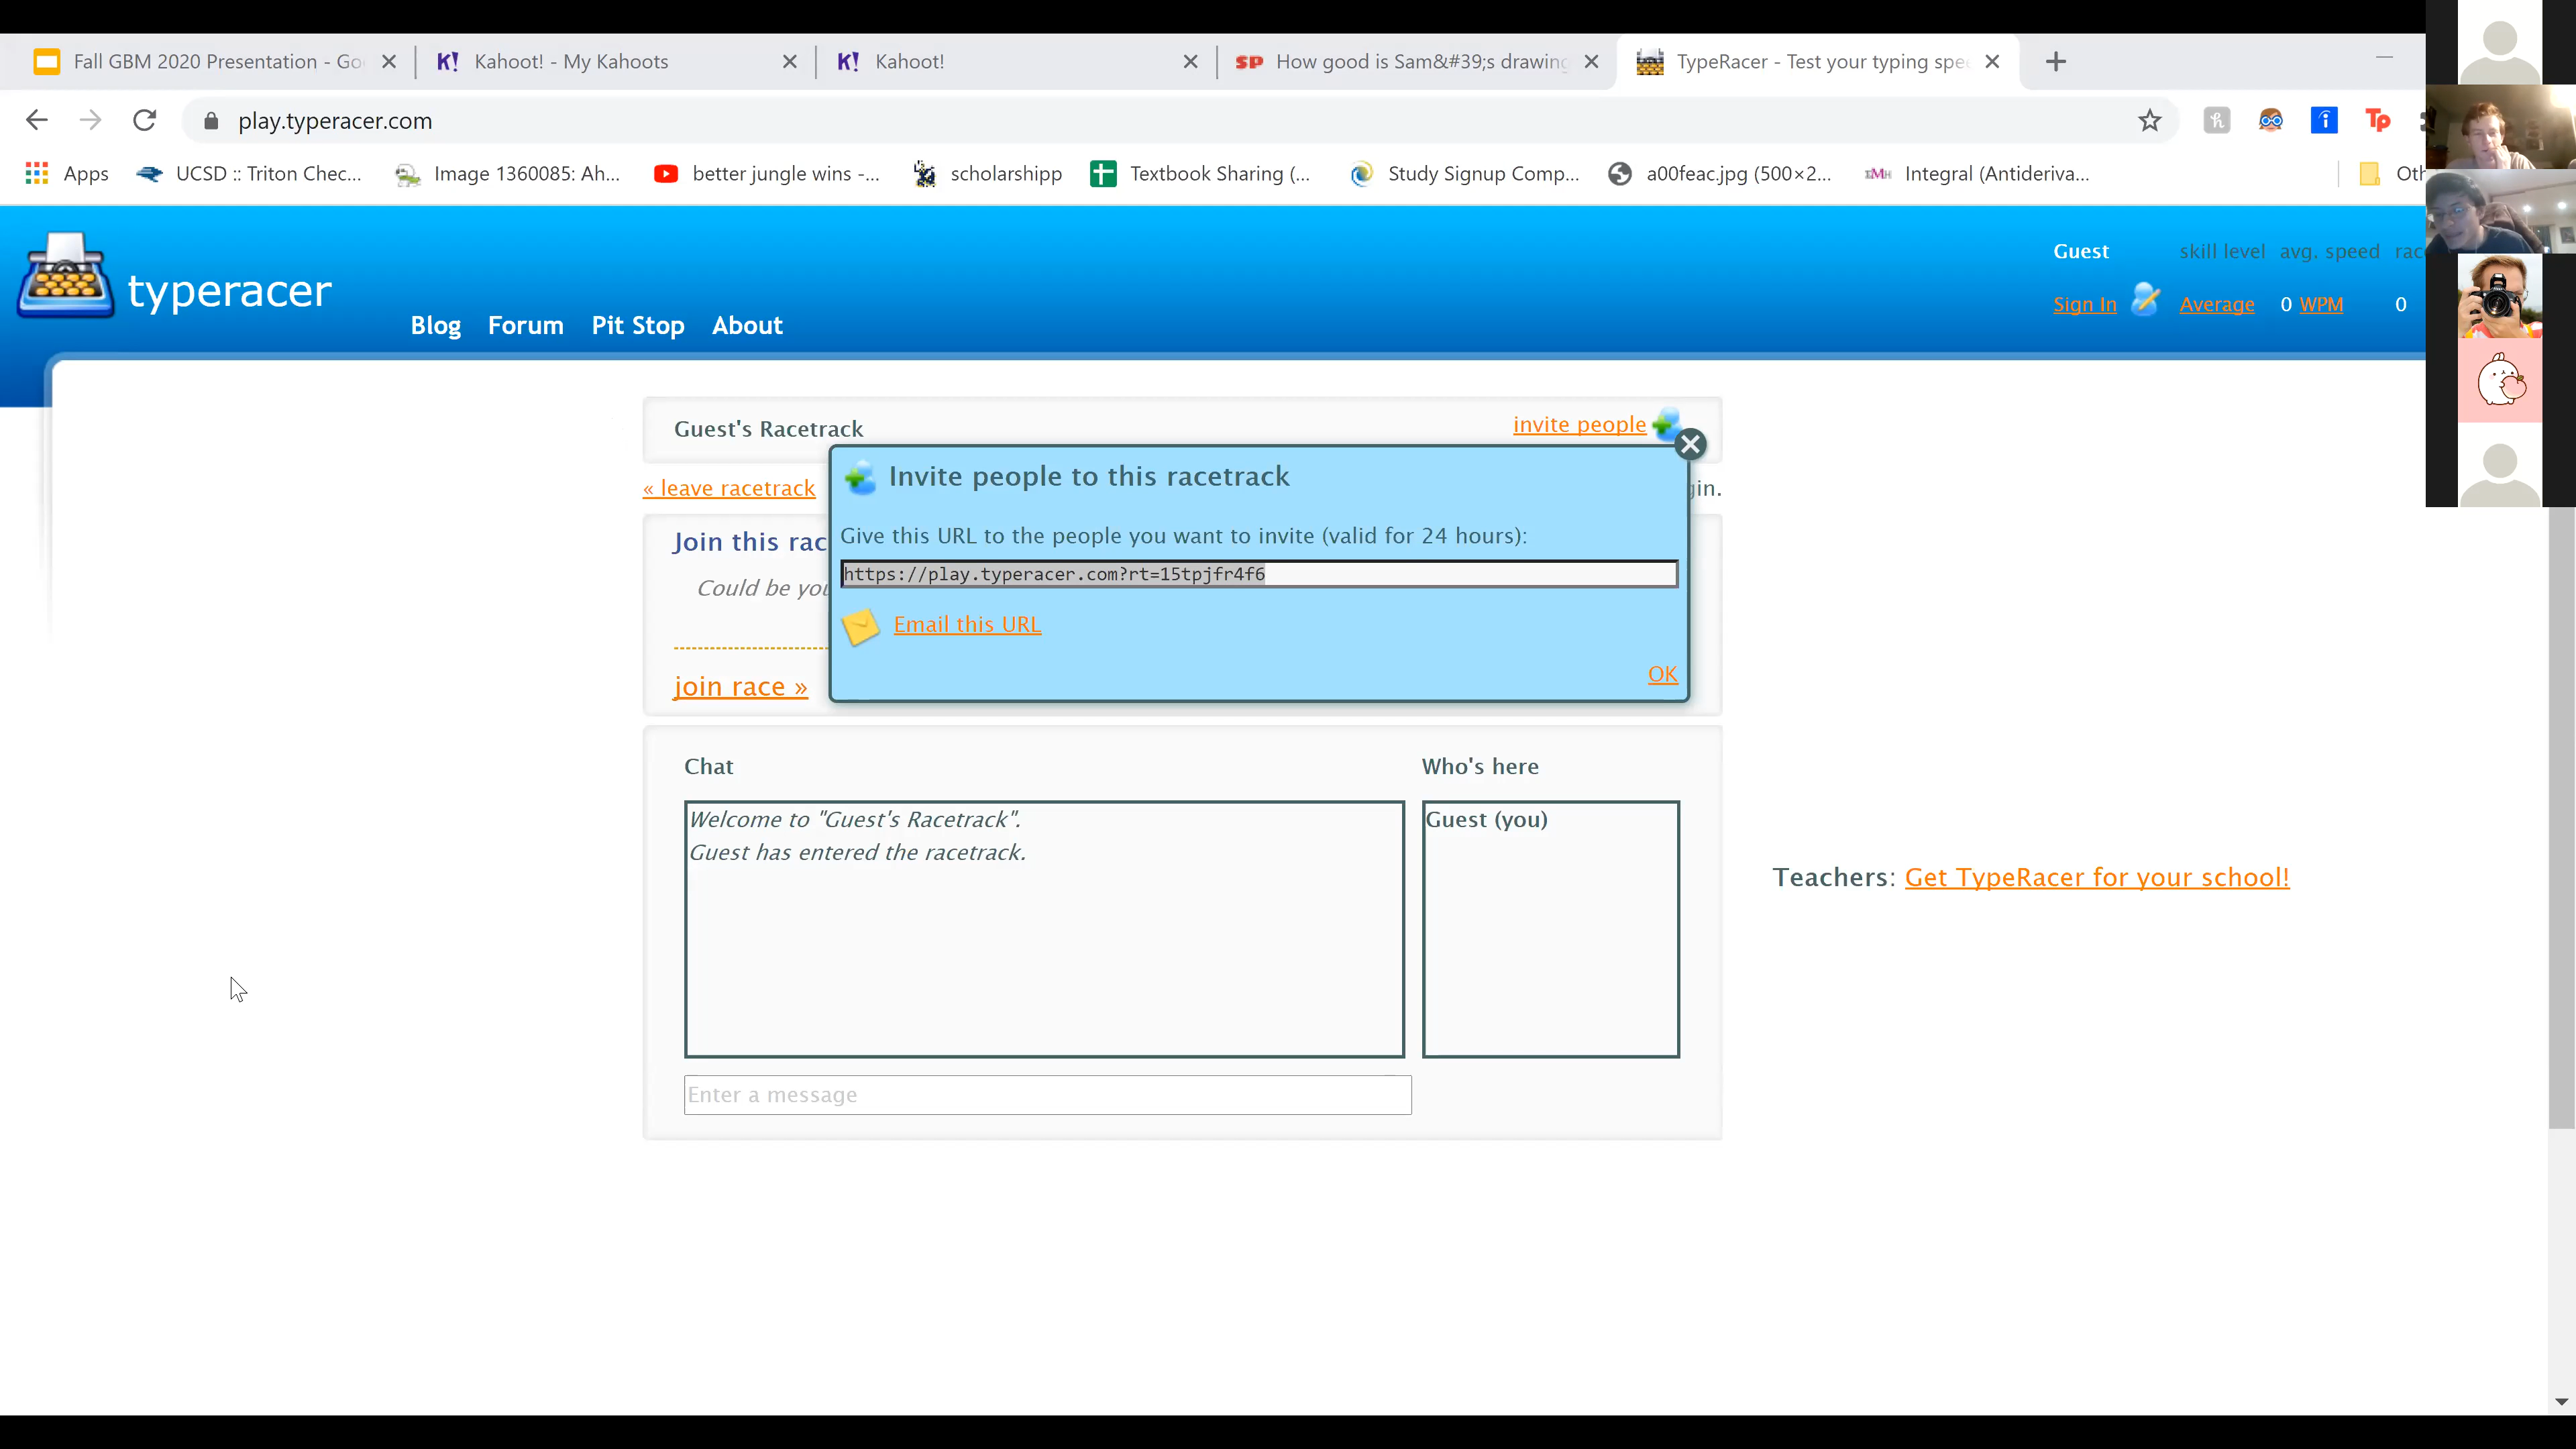 Fall GBM 2020 Presentation - Go
Kahoot! - My Kahoots
Kahoot!
How good is Sam&#39;s drawing
TypeRacer - Test your typing spe
play.typeracer.com
Apps
UCSD :: Triton Chec...
Image 1360085: Ah...
better jungle wins -...
scholarshipp
Textbook Sharing (...
Study Signup Comp...
a00feac.jpg (500×2...
Integral (Antideriva...
Oth
typeracer
Blog Forum Pit Stop About
Guest skill level avg. speed rac
Sign In Average 0 WPM 0
Guest's Racetrack
invite people
« leave racetrack
gin.
Invite people to this racetrack
Give this URL to the people you want to invite (valid for 24 hours):
https://play.typeracer.com?rt=15tpjfr4f6
Email this URL
OK
Join this rac
Could be you
join race »
Chat
Who's here
Welcome to "Guest's Racetrack".
Guest has entered the racetrack.
Guest (you)
Enter a message
Teachers: Get TypeRacer for your school!